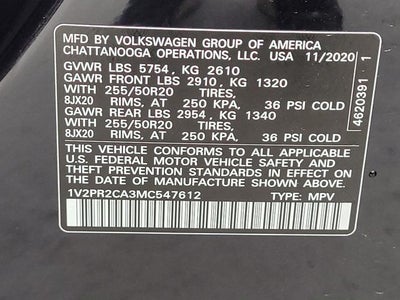 MFD BY VOLKSWAGEN GROUP OF AMERICA
CHATTANOOGA OPERATIONS, LLC. USA 11/2020
GVWR LBS 5754, KG 2610
GAWR FRONT LBS 2910, KG 1320
WITH 255/50R20 TIRES,
8JX20 RIMS, AT 250 KPA, 36 PSI COLD
GAWR REAR LBS 2954, KG 1340
WITH 255/50R20 TIRES,
8JX20 RIMS, AT 250 KPA, 36 PSI COLD
THIS VEHICLE CONFORMS TO ALL APPLICABLE
U.S. FEDERAL MOTOR VEHICLE SAFETY AND
THEFT PREVENTION STANDARDS IN EFFECT ON
THE DATE OF MANUFACTURE SHOWN ABOVE.
1V2PR2CA3MC547612 TYPE: MPV
4620391 1